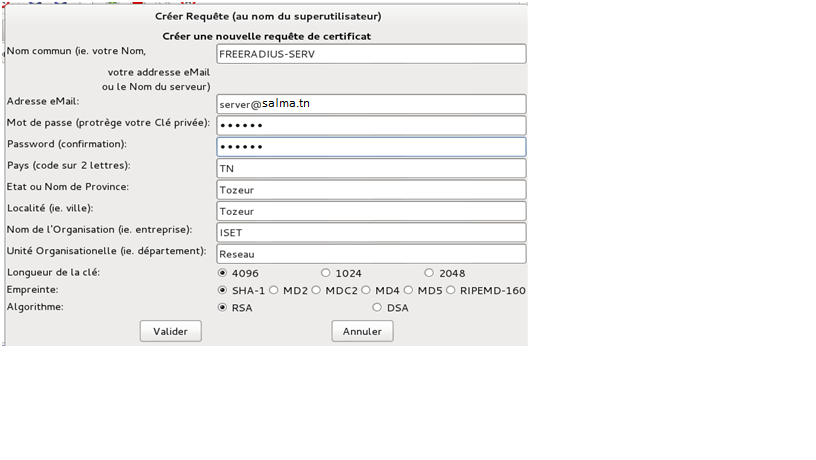 Créer Requête (au nom du superutilisateur)
Créer une nouvelle requête de certificat
Nom commun (ie. votre Nom, FREERADIUS-SERV
votre addresse eMail
ou le Nom du serveur)
Adresse eMail: server@salma.tn
Mot de passe (protrège votre Clé privée): ••••••
Password (confirmation): ••••••
Pays (code sur 2 lettres): TN
Etat ou Nom de Province: Tozeur
Localité (ie. ville): Tozeur
Nom de l'Organisation (ie. entreprise): ISET
Unité Organisationelle (ie. département): Reseau
Longueur de la clé: 4096 1024 2048
Empreinte: SHA-1 MD2 MDC2 MD4 MD5 RIPEMD-160
Algorithme: RSA DSA
Valider Annuler